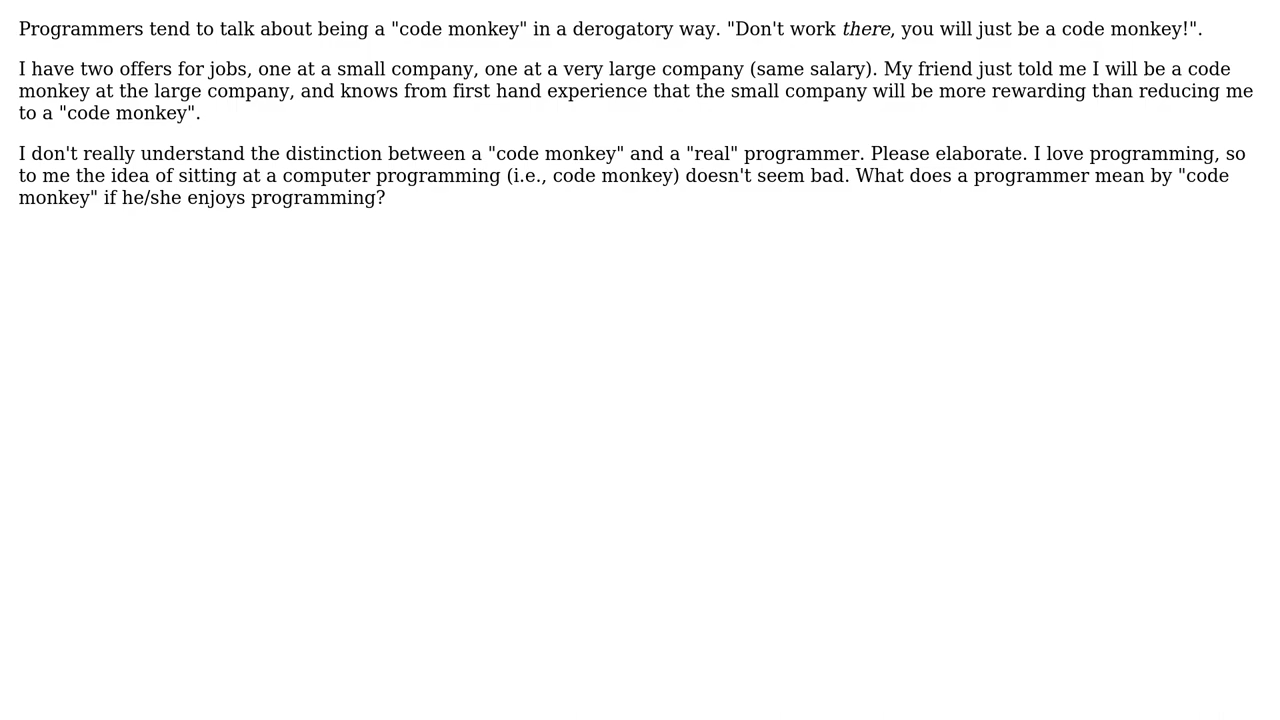 Programmers tend to talk about being a "code monkey" in a derogatory way. "Don't work there, you will just be a code monkey!".
I have two offers for jobs, one at a small company, one at a very large company (same salary). My friend just told me I will be a code
monkey at the large company, and knows from first hand experience that the small company will be more rewarding than reducing me
to a "code monkey".
I don't really understand the distinction between a "code monkey" and a "real" programmer. Please elaborate. I love programming, so
to me the idea of sitting at a computer programming (i.e., code monkey) doesn't seem bad. What does a programmer mean by "code
monkey" if he/she enjoys programming?